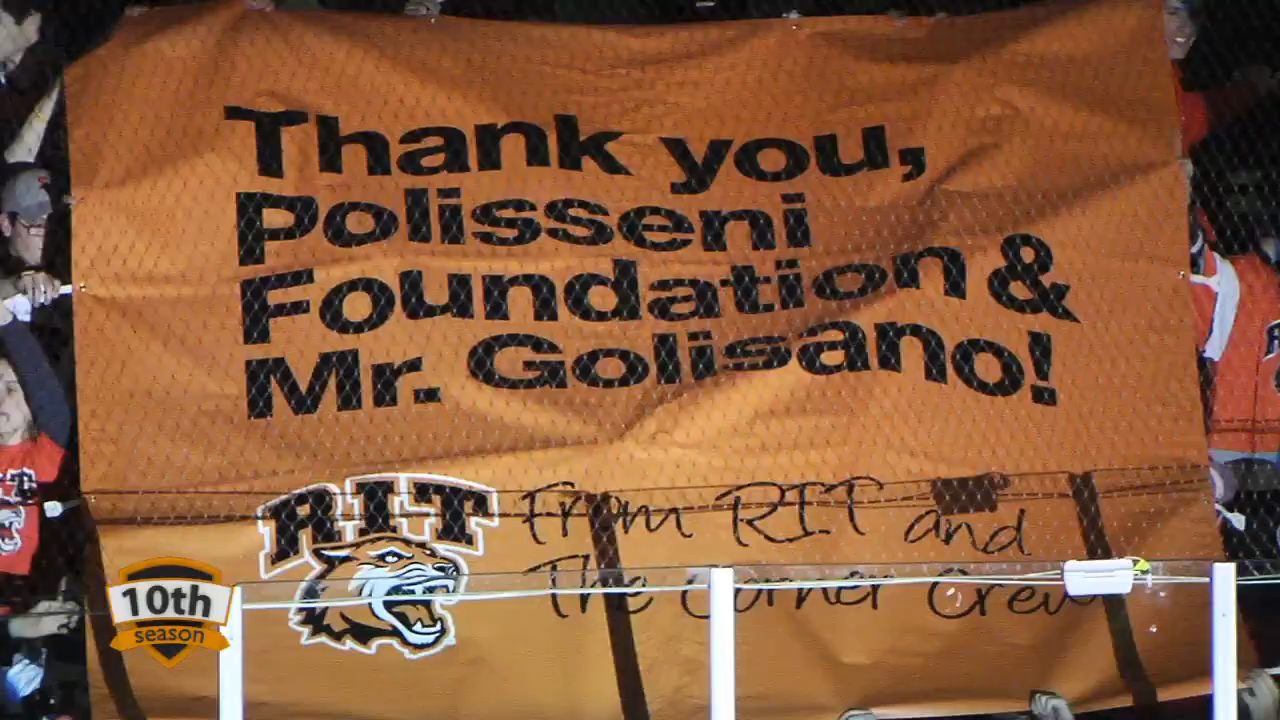 Thank you,
Polisseni
Foundation &
Mr. Golisano!
RIT
From RIT and
The Corner Crew
10th
season